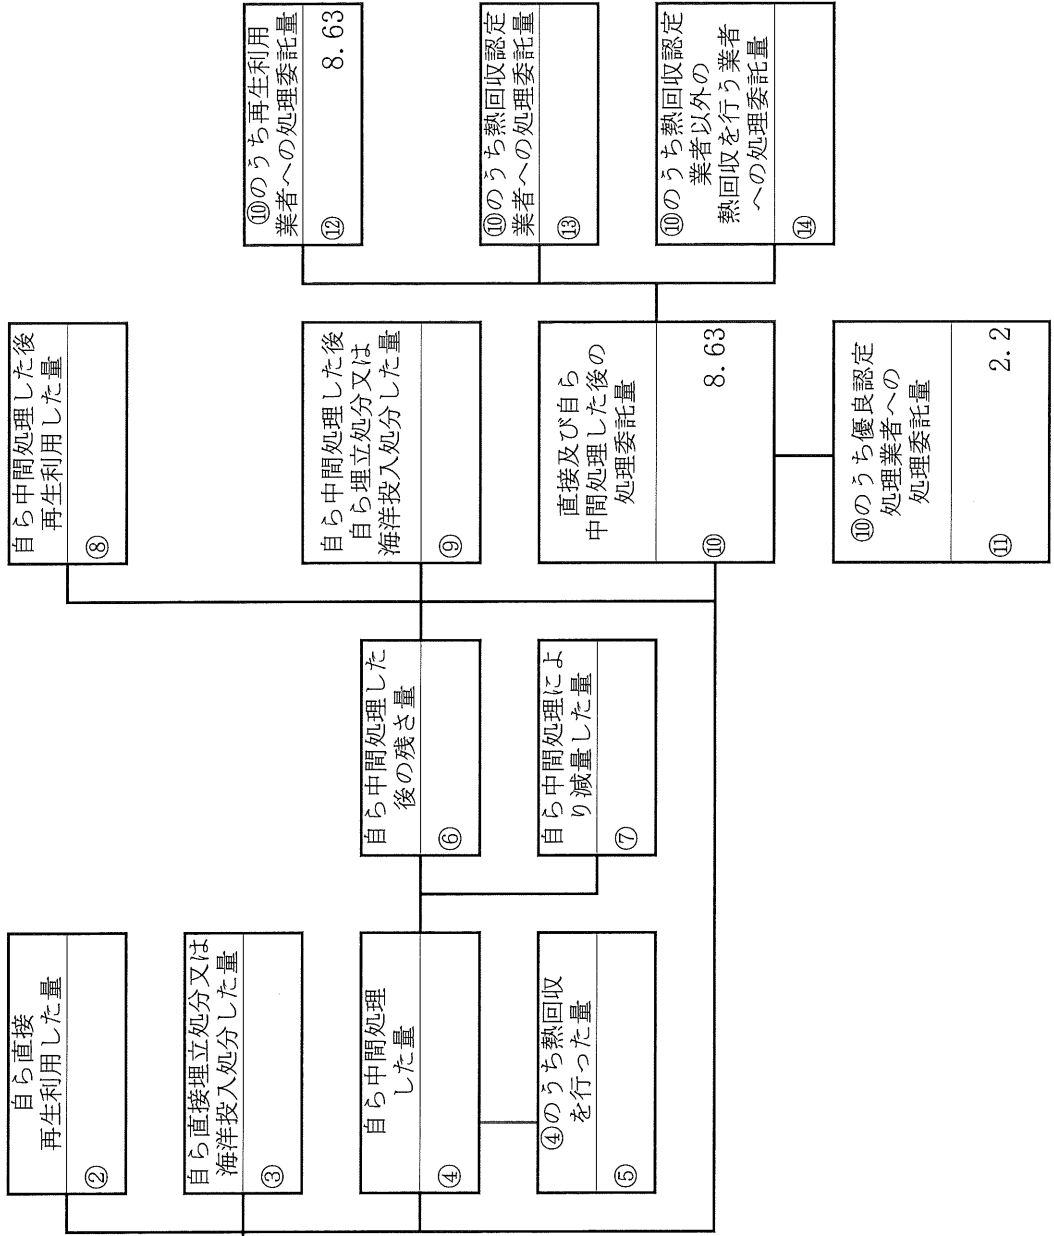 自ら直接
再生利用した量
②
自ら直接埋立処分又は
海洋投入処分した量
③
自ら中間処理
した量
④
④のうち熱回収
を行った量
⑤
自ら中間処理した
後の残さ量
⑥
自ら中間処理によ
り減量した量
⑦
自ら中間処理した後
再生利用した量
⑧
自ら中間処理した後
自ら埋立処分又は
海洋投入処分した量
⑨
直接及び自ら
中間処理した後の
処理委託量
⑩ 8.63
⑩のうち優良認定
処理業者への
処理委託量
⑪ 2.2
⑩のうち再生利用
業者への処理委託量
⑫ 8.63
⑩のうち熱回収認定
業者への処理委託量
⑬
⑩のうち熱回収認定
業者以外の
熱回収を行う業者
への処理委託量
⑭